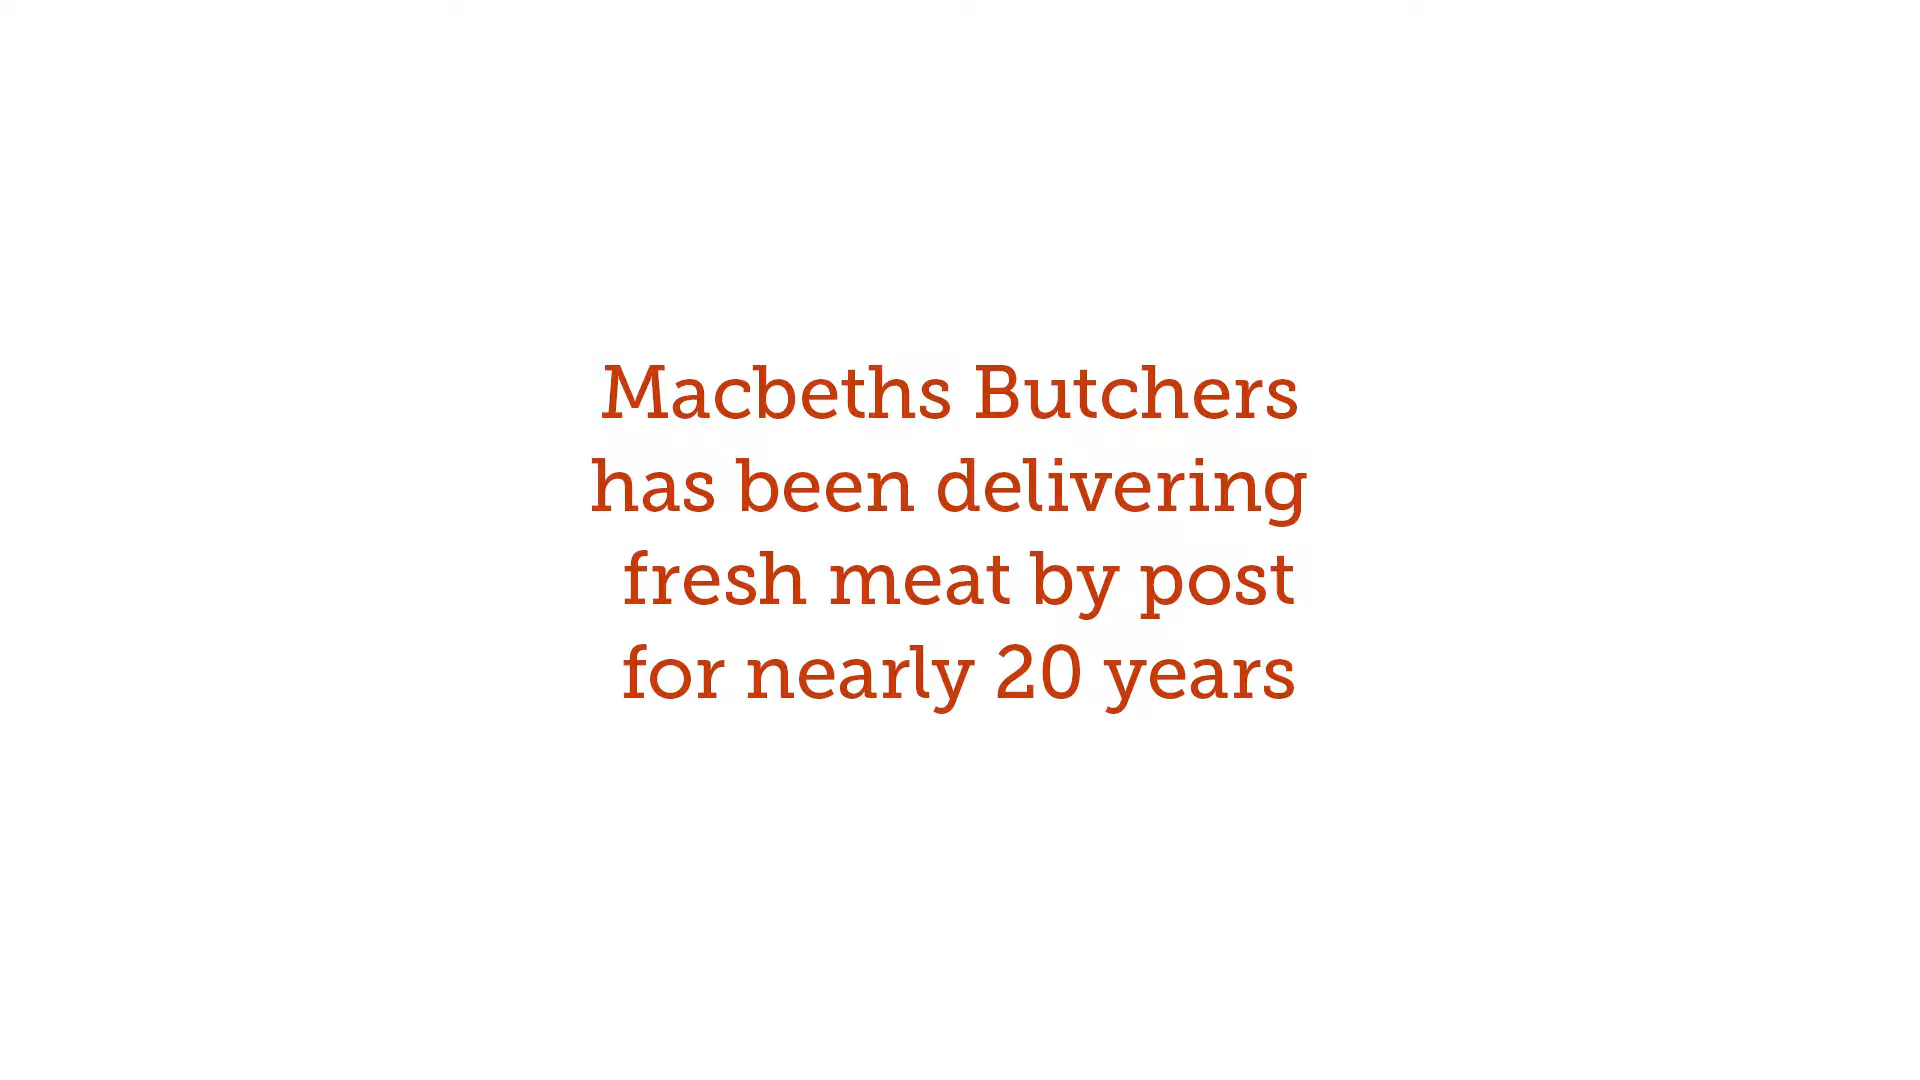 Macbeths Butchers
has been delivering
fresh meat by post
for nearly 20 years